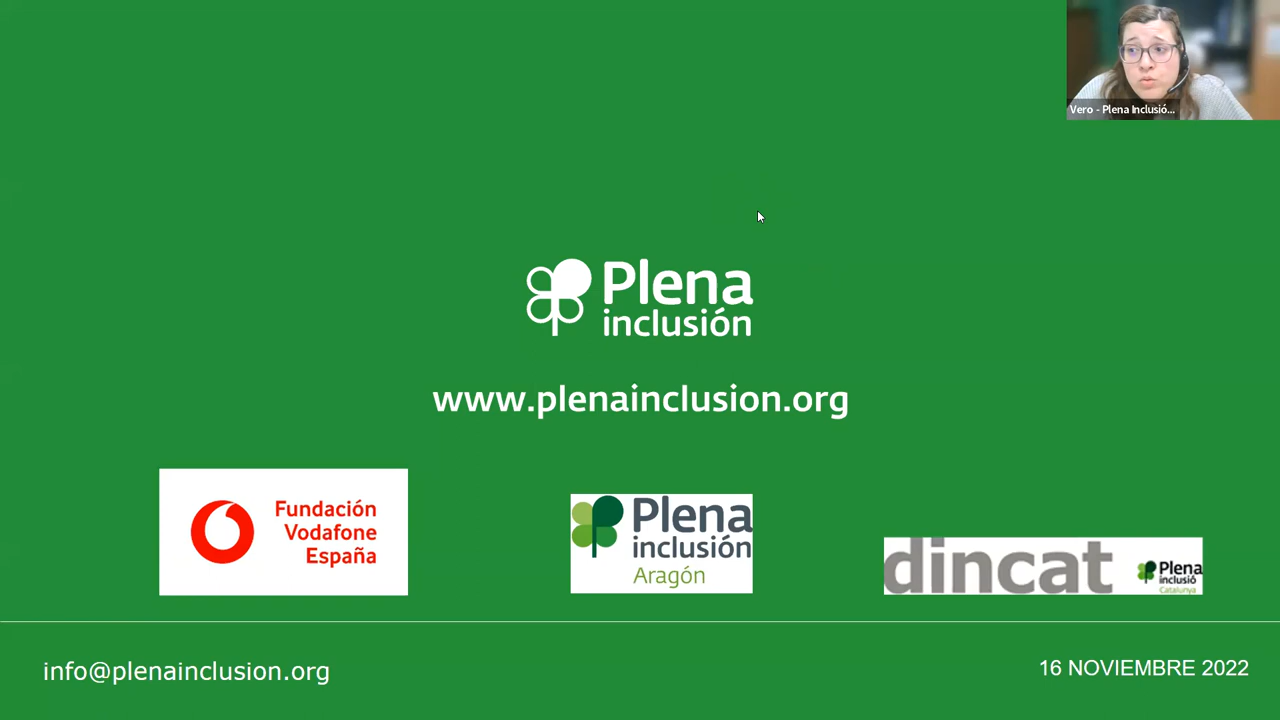 Vero - Plena Inclusió...
Plena
inclusión
www.plenainclusion.org
Fundación
Vodafone
España
Plena
inclusión
Aragón
dincat
Plena
inclusió
Catalunya
info@plenainclusion.org
16 NOVIEMBRE 2022